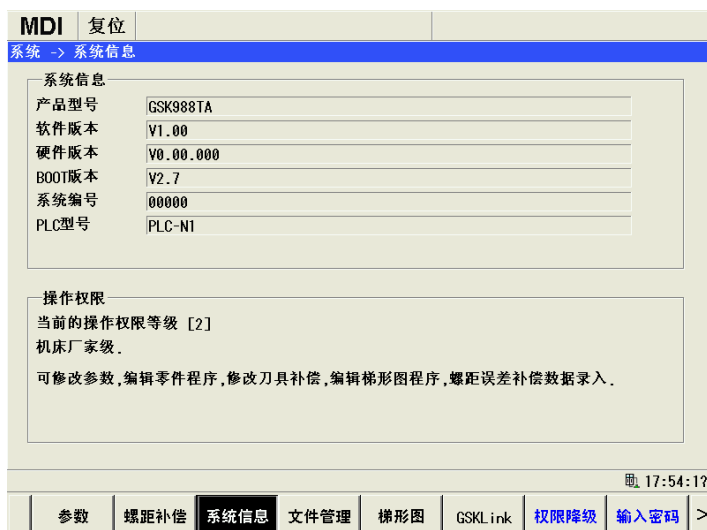 MDI 复位
系统 -> 系统信息
系统信息
产品型号 GSK988TA
软件版本 V1.00
硬件版本 V0.00.000
BOOT版本 V2.7
系统编号 00000
PLC型号 PLC-N1
操作权限
当前的操作权限等级 [2]
机床厂家级.
可修改参数,编辑零件程序,修改刀具补偿,编辑梯形图程序,螺距误差补偿数据录入.
17:54:1?
参数 螺距补偿 系统信息 文件管理 梯形图 GSKLink 权限降级 输入密码 >